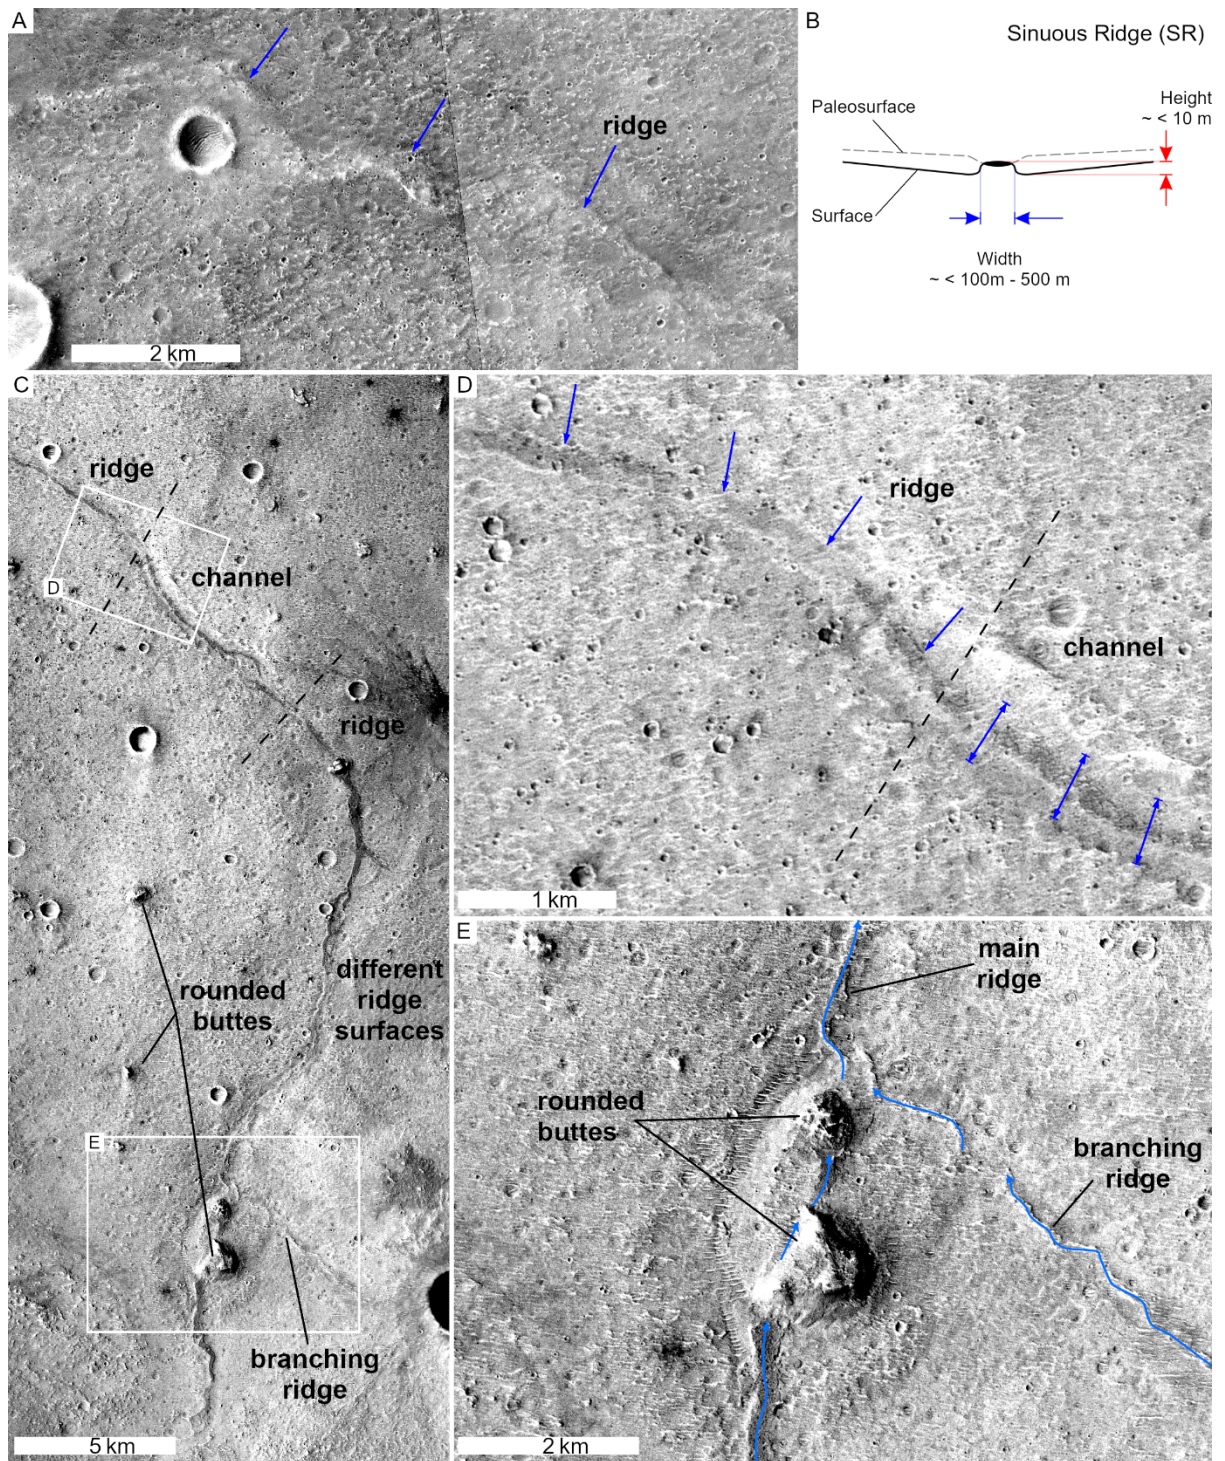 A
ridge
2 km
B
Sinuous Ridge (SR)
Paleosurface
Height
~ < 10 m
Surface
Width
~ < 100m - 500 m
C
ridge
D
channel
ridge
rounded
buttes
different
ridge
surfaces
E
branching
ridge
5 km
D
ridge
channel
1 km
E
main
ridge
rounded
buttes
branching
ridge
2 km